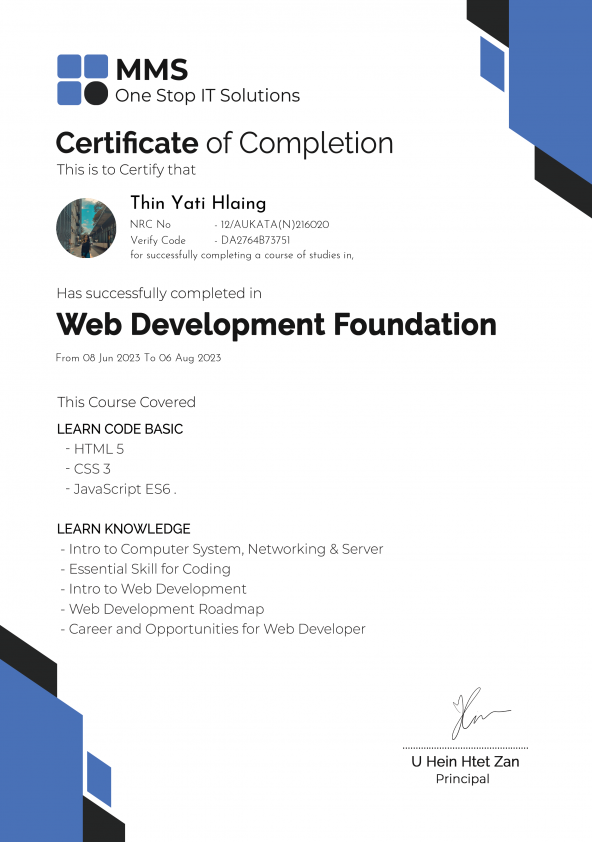 MMS
One Stop IT Solutions
Certificate of Completion
This is to Certify that
Thin Yati Hlaing
NRC No - 12/AUKATA(N)216020
Verify Code - DA2764B73751
for successfully completing a course of studies in,
Has successfully completed in
Web Development Foundation
From 08 Jun 2023 To 06 Aug 2023
This Course Covered
LEARN CODE BASIC
- HTML 5
- CSS 3
- JavaScript ES6 .
LEARN KNOWLEDGE
- Intro to Computer System, Networking & Server
- Essential Skill for Coding
- Intro to Web Development
- Web Development Roadmap
- Career and Opportunities for Web Developer
U Hein Htet Zan
Principal